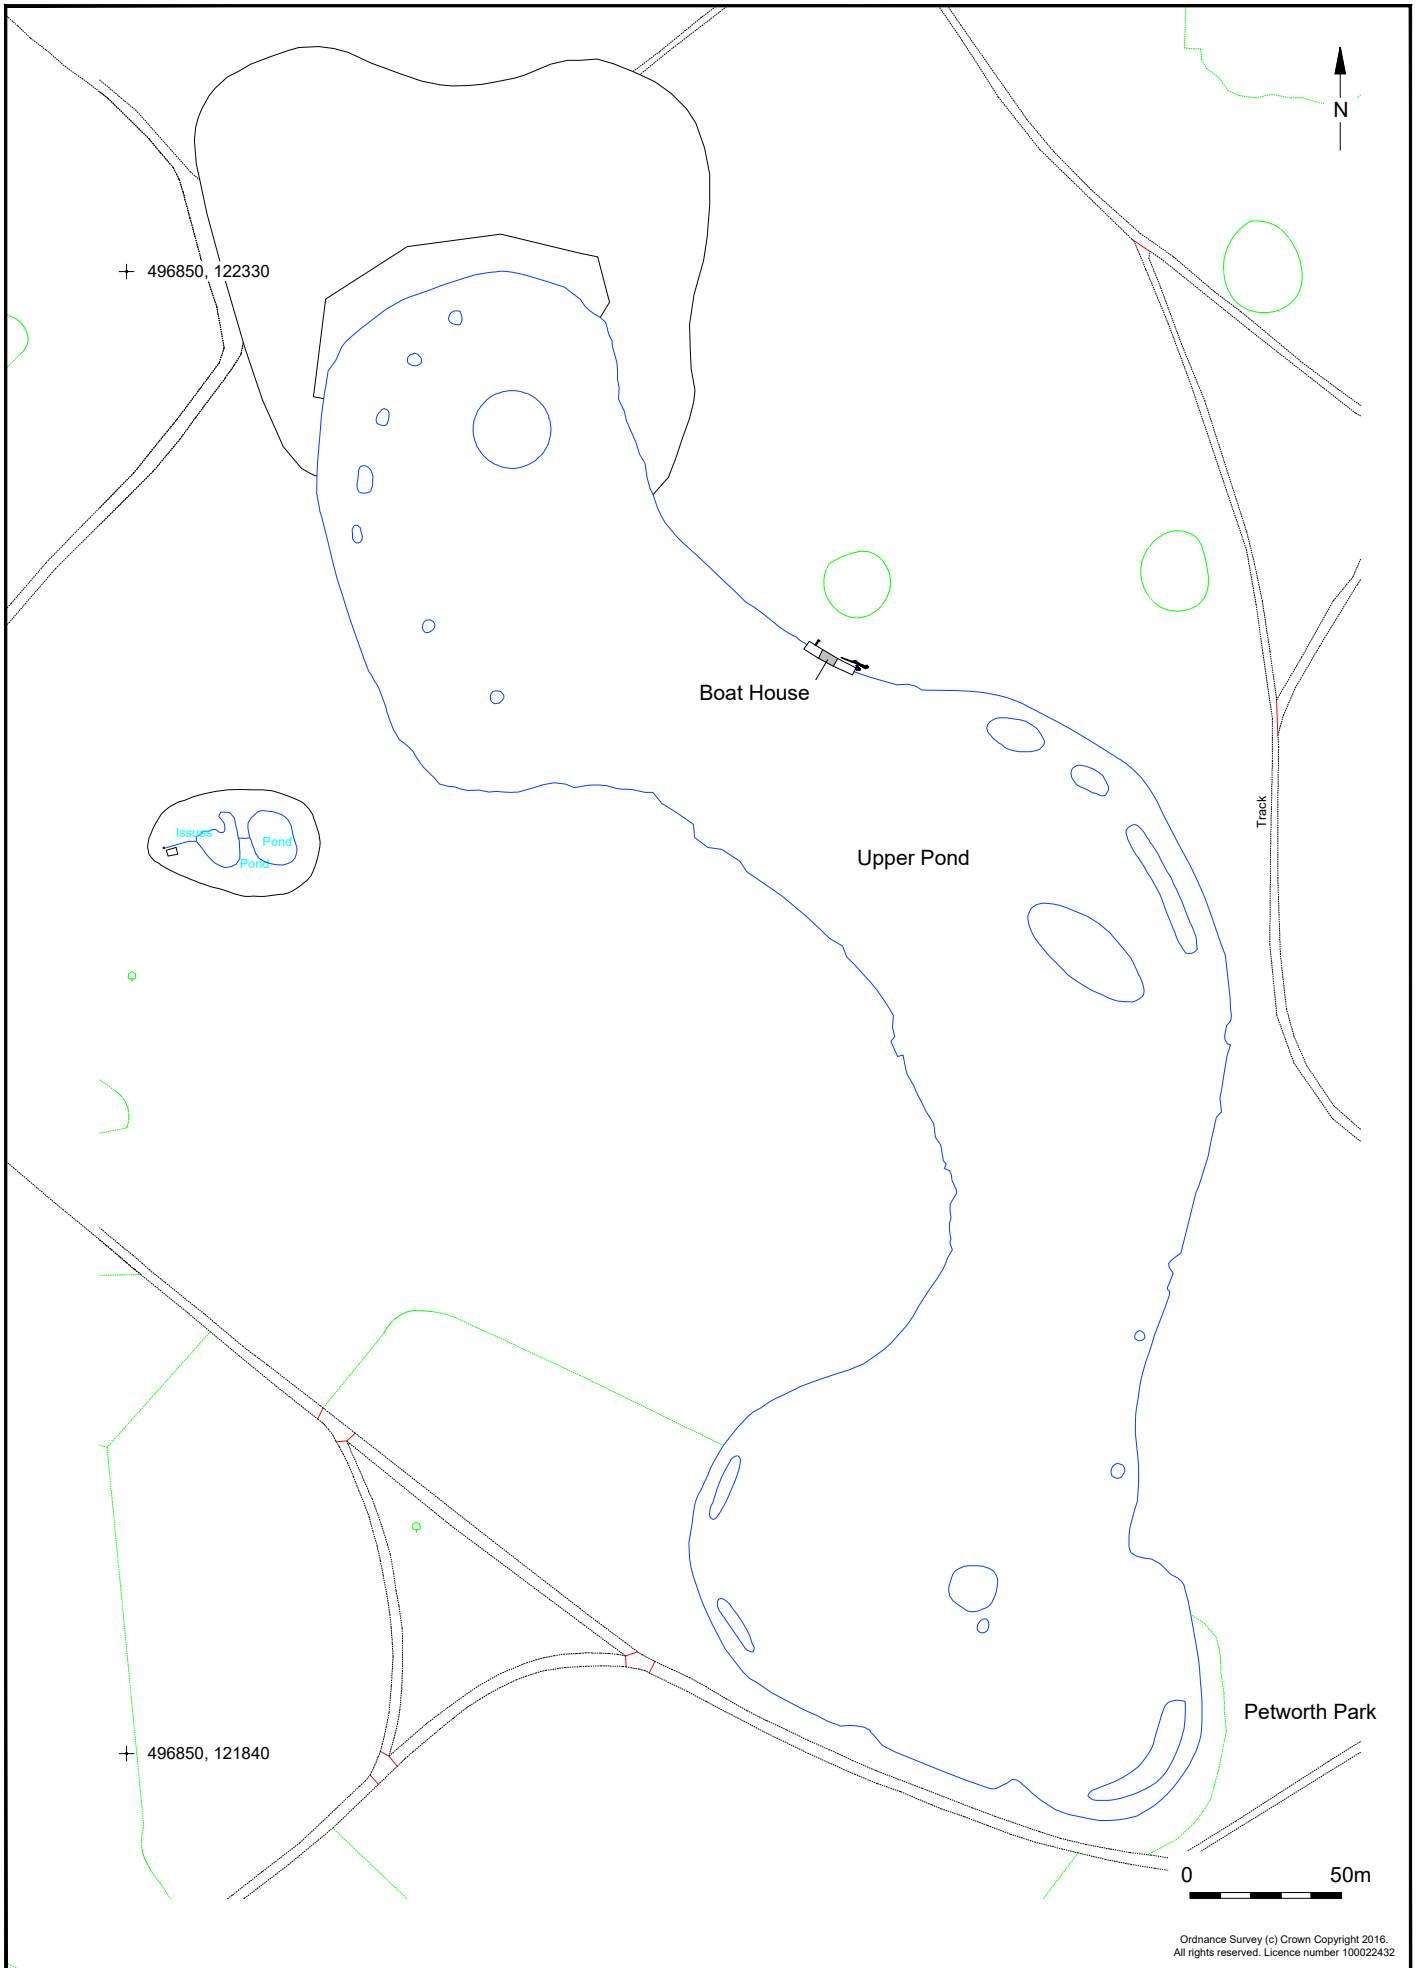 N
496850, 122330
Boat House
Track
Issues
Pond
Pond
Upper Pond
Petworth Park
496850, 121840
0 50m
Ordnance Survey (c) Crown Copyright 2016.
All rights reserved. Licence number 100022432